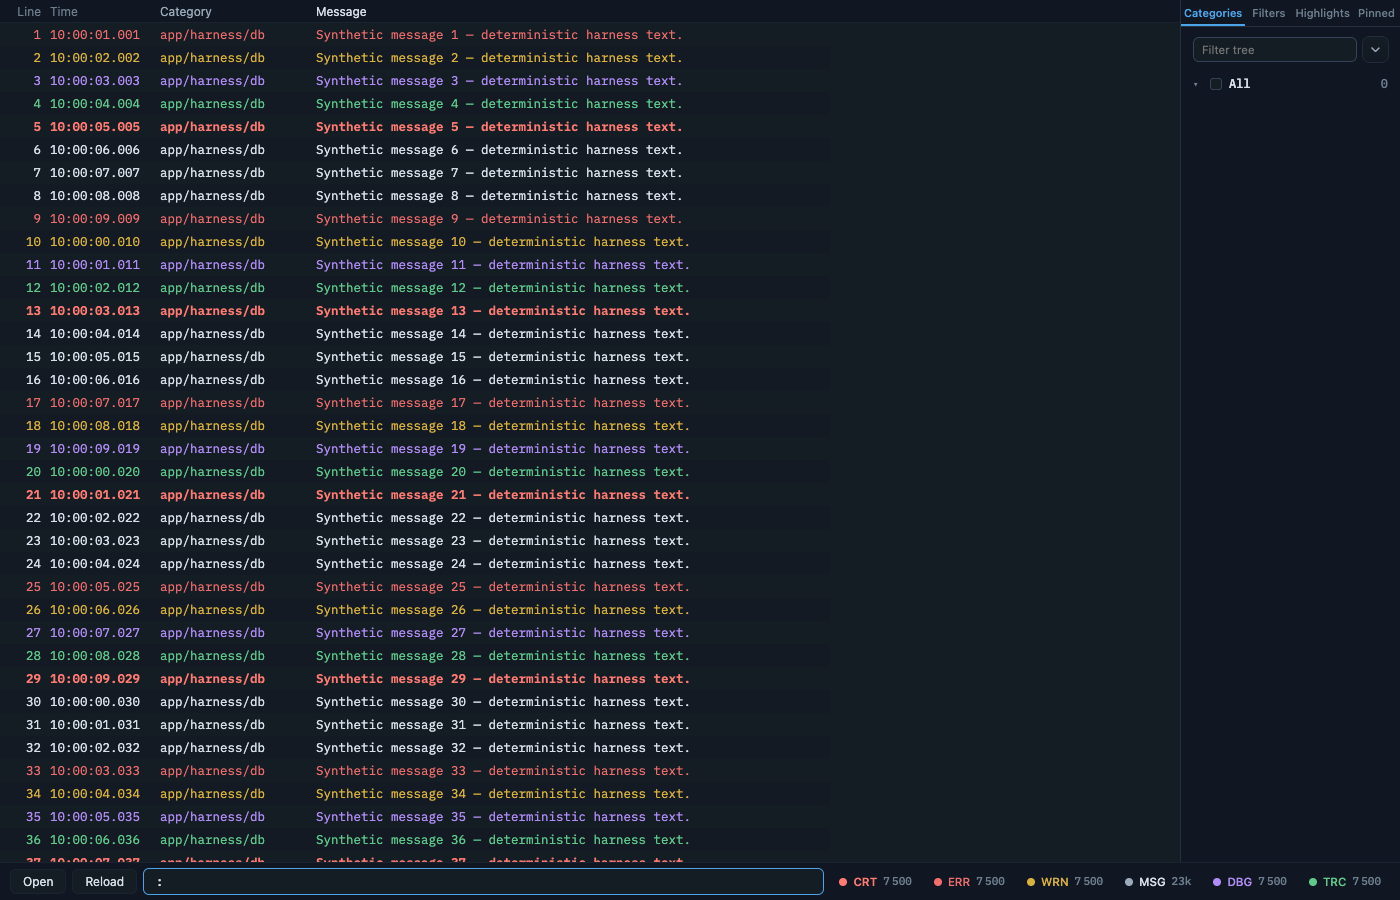 Line Time Category Message
1 10:00:01.001 app/harness/db Synthetic message 1 — deterministic harness text.
2 10:00:02.002 app/harness/db Synthetic message 2 — deterministic harness text.
3 10:00:03.003 app/harness/db Synthetic message 3 — deterministic harness text.
4 10:00:04.004 app/harness/db Synthetic message 4 — deterministic harness text.
5 10:00:05.005 app/harness/db Synthetic message 5 — deterministic harness text.
6 10:00:06.006 app/harness/db Synthetic message 6 — deterministic harness text.
7 10:00:07.007 app/harness/db Synthetic message 7 — deterministic harness text.
8 10:00:08.008 app/harness/db Synthetic message 8 — deterministic harness text.
9 10:00:09.009 app/harness/db Synthetic message 9 — deterministic harness text.
10 10:00:00.010 app/harness/db Synthetic message 10 — deterministic harness text.
11 10:00:01.011 app/harness/db Synthetic message 11 — deterministic harness text.
12 10:00:02.012 app/harness/db Synthetic message 12 — deterministic harness text.
13 10:00:03.013 app/harness/db Synthetic message 13 — deterministic harness text.
14 10:00:04.014 app/harness/db Synthetic message 14 — deterministic harness text.
15 10:00:05.015 app/harness/db Synthetic message 15 — deterministic harness text.
16 10:00:06.016 app/harness/db Synthetic message 16 — deterministic harness text.
17 10:00:07.017 app/harness/db Synthetic message 17 — deterministic harness text.
18 10:00:08.018 app/harness/db Synthetic message 18 — deterministic harness text.
19 10:00:09.019 app/harness/db Synthetic message 19 — deterministic harness text.
20 10:00:00.020 app/harness/db Synthetic message 20 — deterministic harness text.
21 10:00:01.021 app/harness/db Synthetic message 21 — deterministic harness text.
22 10:00:02.022 app/harness/db Synthetic message 22 — deterministic harness text.
23 10:00:03.023 app/harness/db Synthetic message 23 — deterministic harness text.
24 10:00:04.024 app/harness/db Synthetic message 24 — deterministic harness text.
25 10:00:05.025 app/harness/db Synthetic message 25 — deterministic harness text.
26 10:00:06.026 app/harness/db Synthetic message 26 — deterministic harness text.
27 10:00:07.027 app/harness/db Synthetic message 27 — deterministic harness text.
28 10:00:08.028 app/harness/db Synthetic message 28 — deterministic harness text.
29 10:00:09.029 app/harness/db Synthetic message 29 — deterministic harness text.
30 10:00:00.030 app/harness/db Synthetic message 30 — deterministic harness text.
31 10:00:01.031 app/harness/db Synthetic message 31 — deterministic harness text.
32 10:00:02.032 app/harness/db Synthetic message 32 — deterministic harness text.
33 10:00:03.033 app/harness/db Synthetic message 33 — deterministic harness text.
34 10:00:04.034 app/harness/db Synthetic message 34 — deterministic harness text.
35 10:00:05.035 app/harness/db Synthetic message 35 — deterministic harness text.
36 10:00:06.036 app/harness/db Synthetic message 36 — deterministic harness text.
37 10:00:07.037 app/harness/db Synthetic message 37 — deterministic harness text.
Categories Filters Highlights Pinned
Filter tree
All 0
Open Reload : CRT 7 500 ERR 7 500 WRN 7 500 MSG 23k DBG 7 500 TRC 7 500